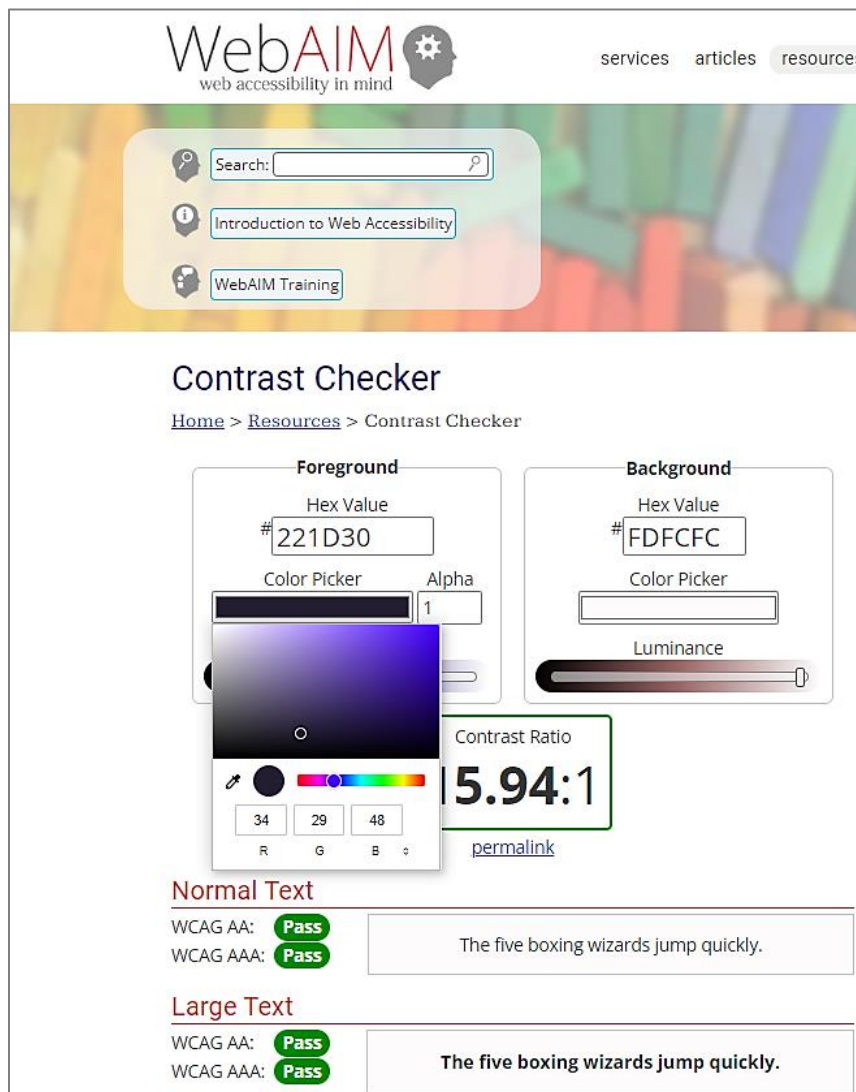 WebAIM
web accessibility in mind
services articles resources
Search:
Introduction to Web Accessibility
WebAIM Training
Contrast Checker
Home > Resources > Contrast Checker
Foreground
Hex Value
#221D30
Color Picker Alpha
1
Background
Hex Value
#FDFCFC
Color Picker
Luminance
34 29 48
R G B
Contrast Ratio
15.94:1
permalink
Normal Text
WCAG AA: Pass
WCAG AAA: Pass
The five boxing wizards jump quickly.
Large Text
WCAG AA: Pass
WCAG AAA: Pass
The five boxing wizards jump quickly.